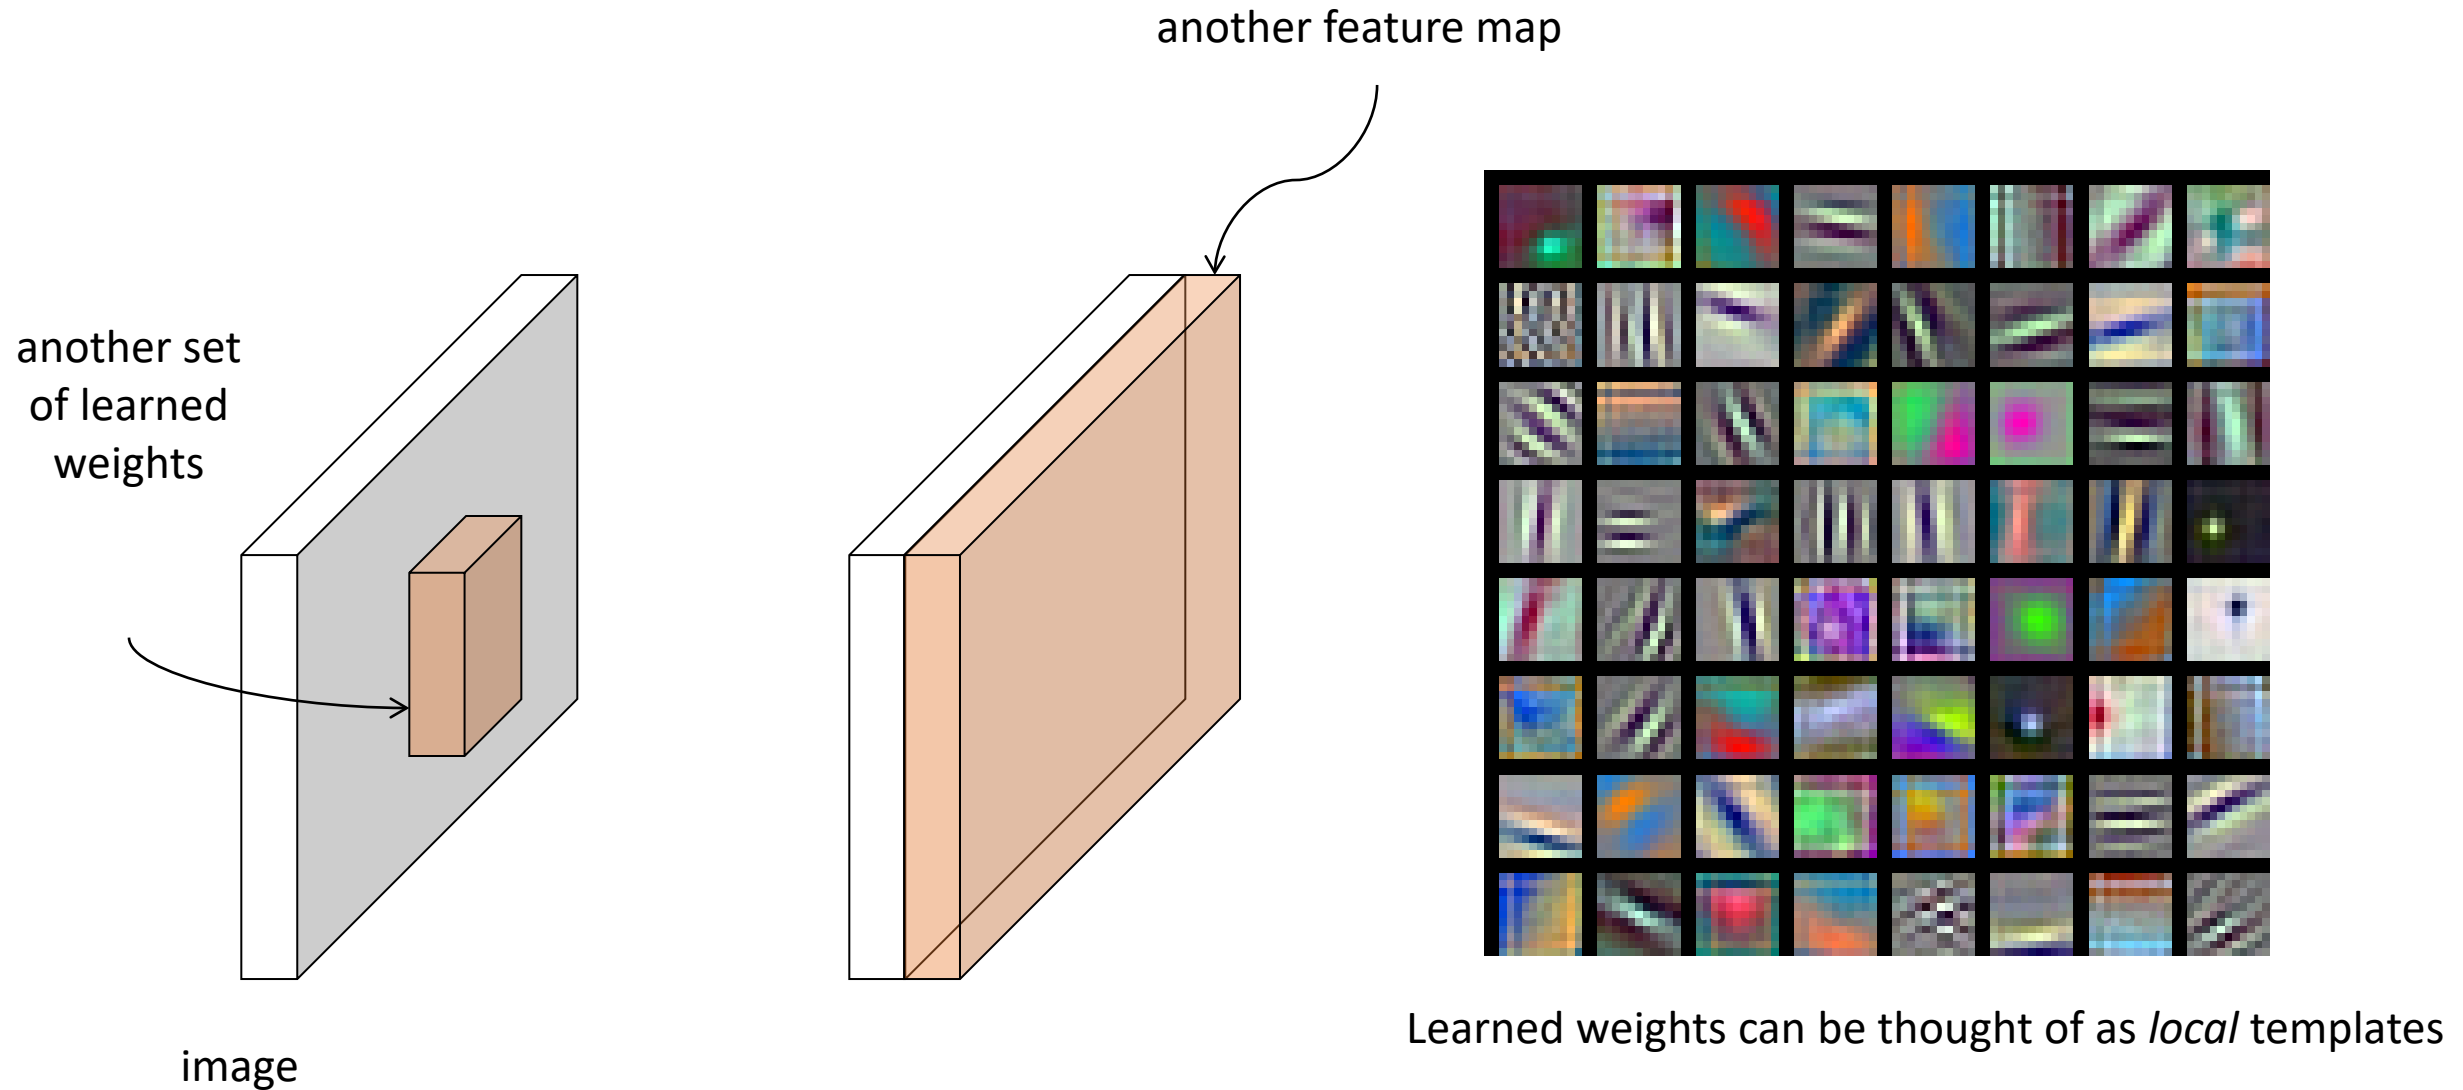 another feature map
another set
of learned
weights
image
Learned weights can be thought of as local templates